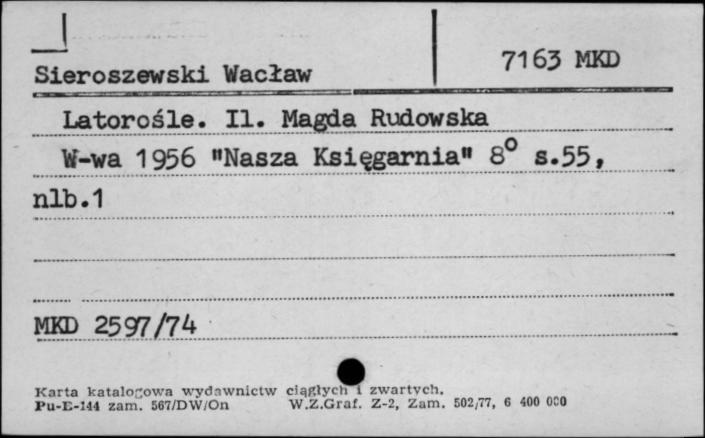 7163 MKD
Sieroszewski Wacław
Latorośle. Il. Magda Rudowska
W-wa 1956 "Nasza Księgarnia" 8° s.55,
nlb.1
MKD 2597/74
Karta katalogowa wydawnictw ciągłych i zwartych.
Pu-E-144 zam. 567/DW/On W.Z.Graf. Z-2, Zam. 502/77, 6 400 000